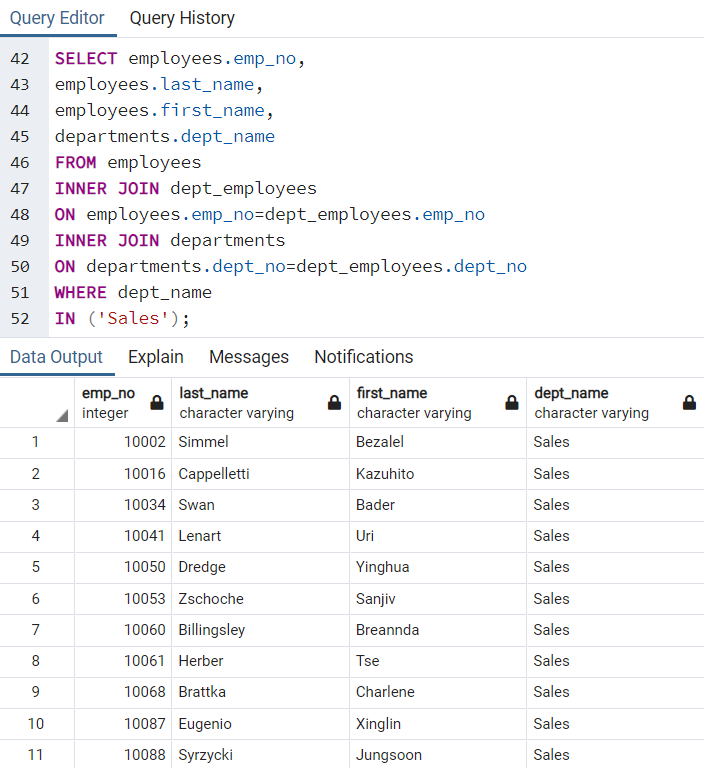 Query Editor Query History
42 SELECT employees.emp_no,
43 employees.last_name,
44 employees.first_name,
45 departments.dept_name
46 FROM employees
47 INNER JOIN dept_employees
48 ON employees.emp_no=dept_employees.emp_no
49 INNER JOIN departments
50 ON departments.dept_no=dept_employees.dept_no
51 WHERE dept_name
52 IN ('Sales');
Data Output Explain Messages Notifications
emp_no last_name first_name dept_name
integer character varying character varying character varying
1 10002 Simmel Bezalel Sales
2 10016 Cappelletti Kazuhito Sales
3 10034 Swan Bader Sales
4 10041 Lenart Uri Sales
5 10050 Dredge Yinghua Sales
6 10053 Zschoche Sanjiv Sales
7 10060 Billingsley Breannda Sales
8 10061 Herber Tse Sales
9 10068 Brattka Charlene Sales
10 10087 Eugenio Xinglin Sales
11 10088 Syrzycki Jungsoon Sales